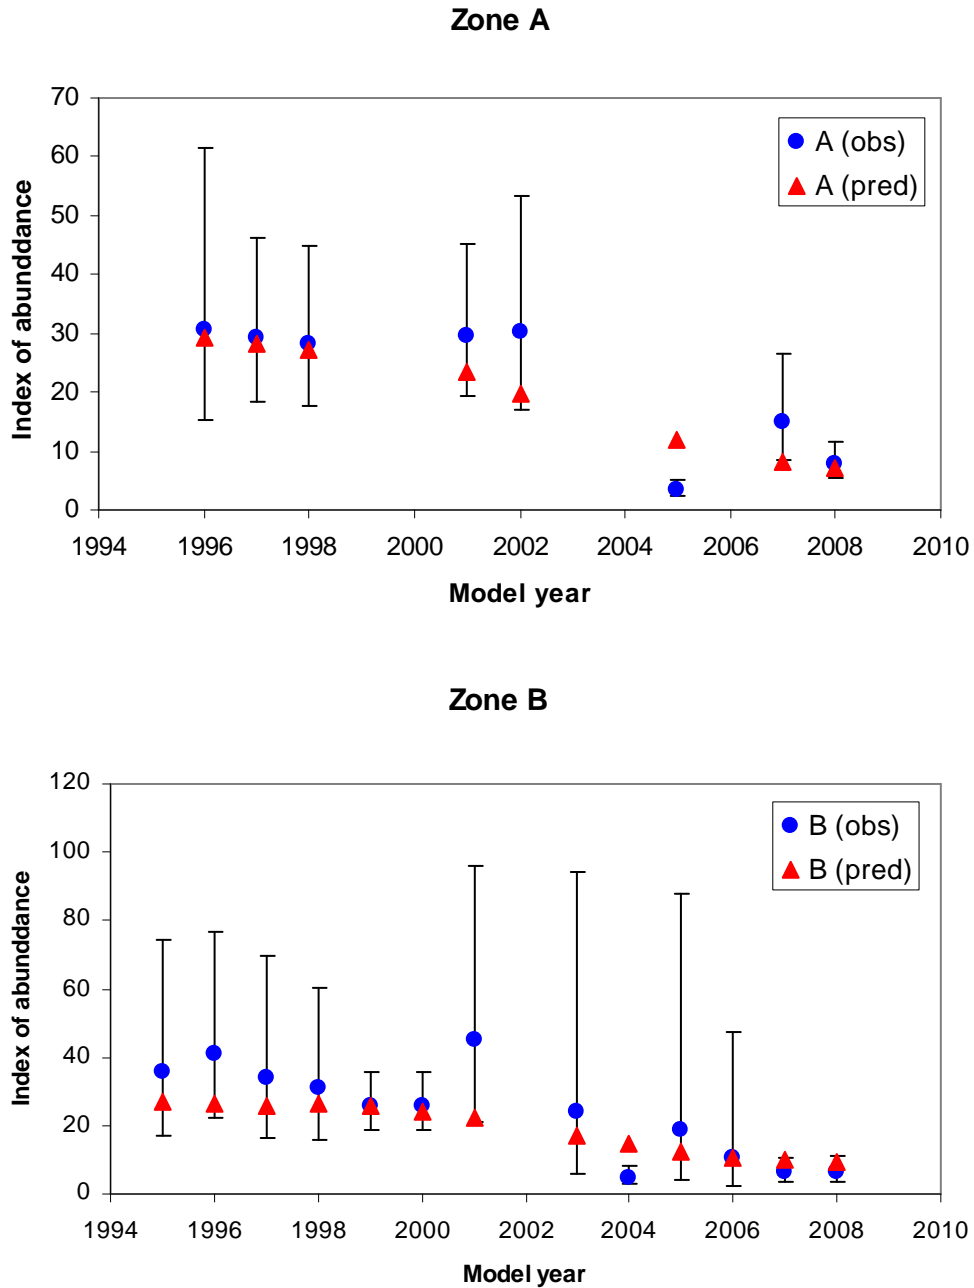 Zone A
70
60
50
40
30
20
10
0
Index of abunddance
A (obs)
A (pred)
1994 1996 1998 2000 2002 2004 2006 2008 2010
Model year
Zone B
120
100
80
60
40
20
0
Index of abunddance
B (obs)
B (pred)
1994 1996 1998 2000 2002 2004 2006 2008 2010
Model year